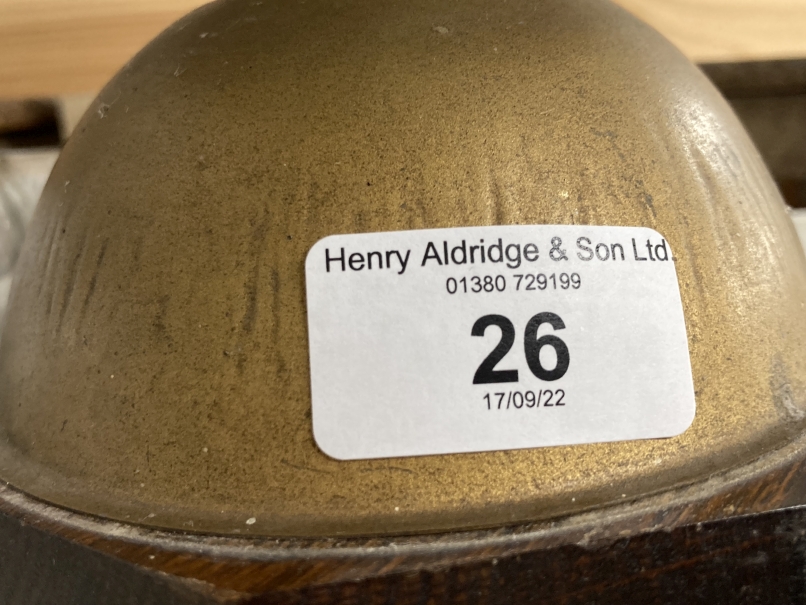 Henry Aldridge & Son Ltd.
01380 729199
26
17/09/22